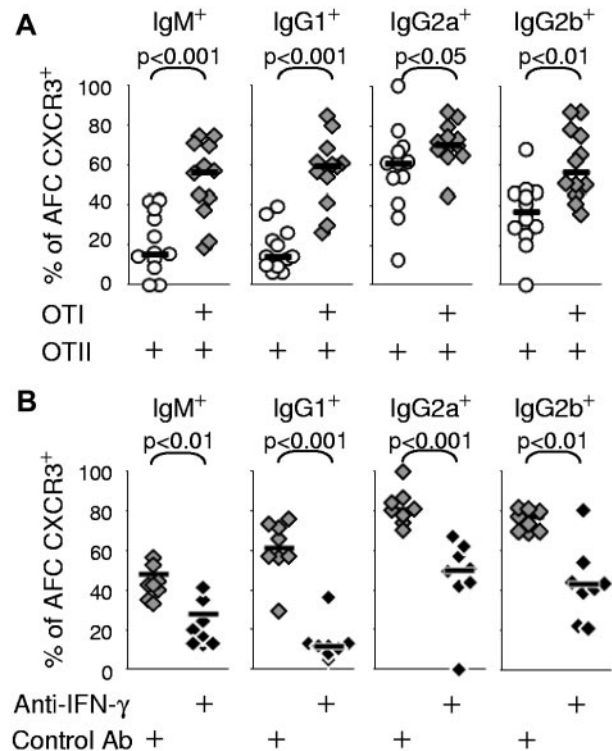 A
IgM+ IgG1+ IgG2a+ IgG2b+
p<0.001 p<0.001 p<0.05 p<0.01
% of AFC CXCR3+
100
80
60
40
20
0
OTI + + + +
OTII + + + + + + + +
B
IgM+ IgG1+ IgG2a+ IgG2b+
p<0.01 p<0.001 p<0.001 p<0.01
% of AFC CXCR3+
100
80
60
40
20
0
Anti-IFN-γ + + + +
Control Ab + + + +